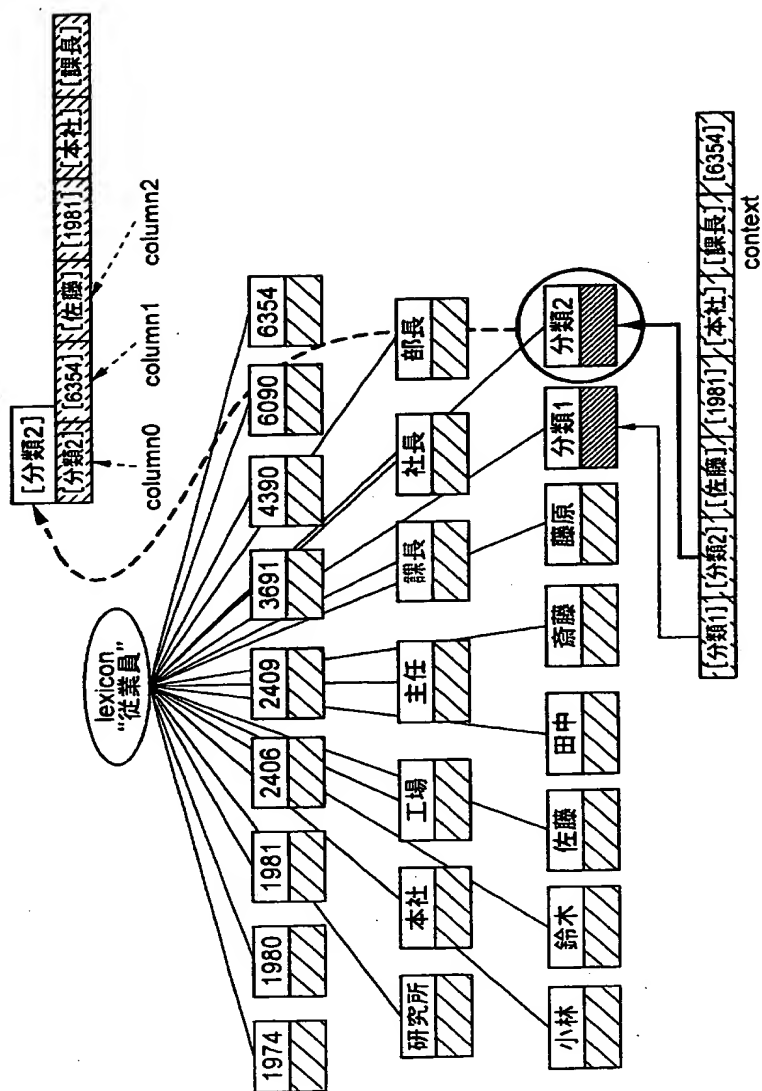 [分類2]
[分類2] [6354] [佐藤] [1981] [本社] [課長]
column0
column1
column2
lexicon
“従業員”
1974
1980
1981
2406
2409
3691
4390
6090
6354
研究所
本社
工場
主任
課長
社長
部長
小林
鈴木
佐藤
田中
斎藤
藤原
分類1
分類2
[分類1] [分類2] [佐藤] [1981] [本社] [課長] [6354]
context